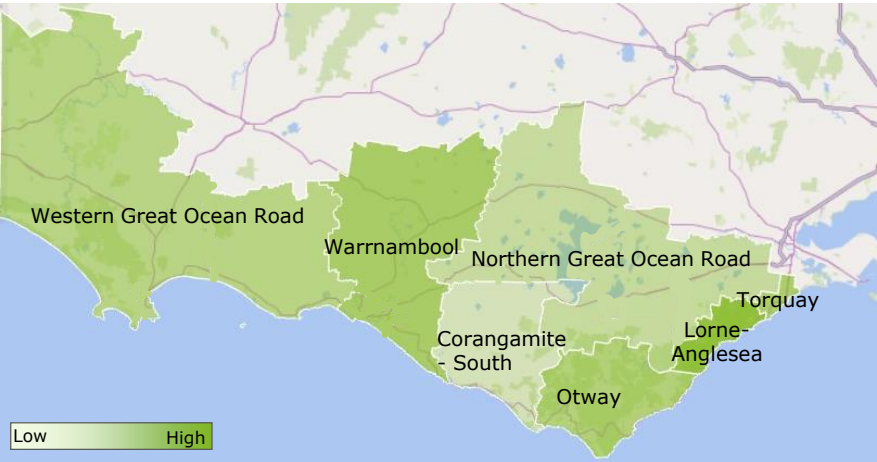 Western Great Ocean Road
Warrnambool
Northern Great Ocean Road
Torquay
Lorne-
Anglesea
Corangamite
- South
Otway
Low
High